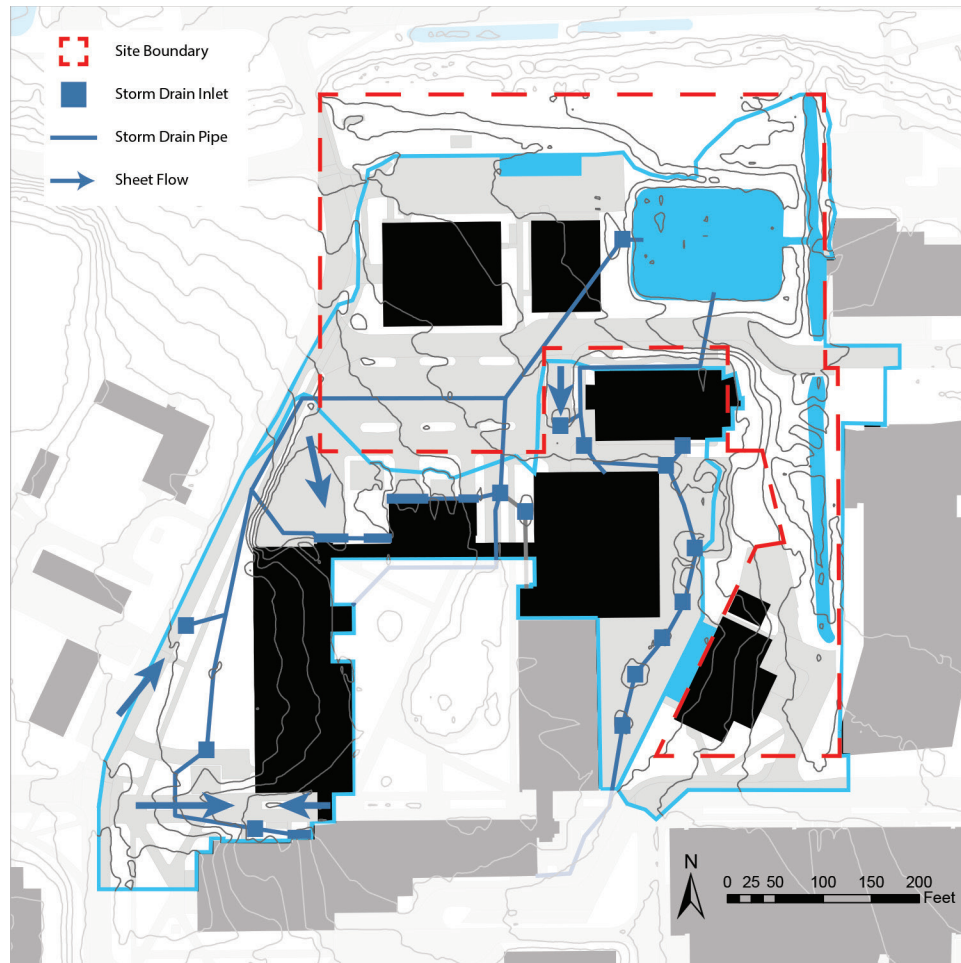 Site Boundary
Storm Drain Inlet
Storm Drain Pipe
Sheet Flow
N
0 25 50 100 150 200
Feet